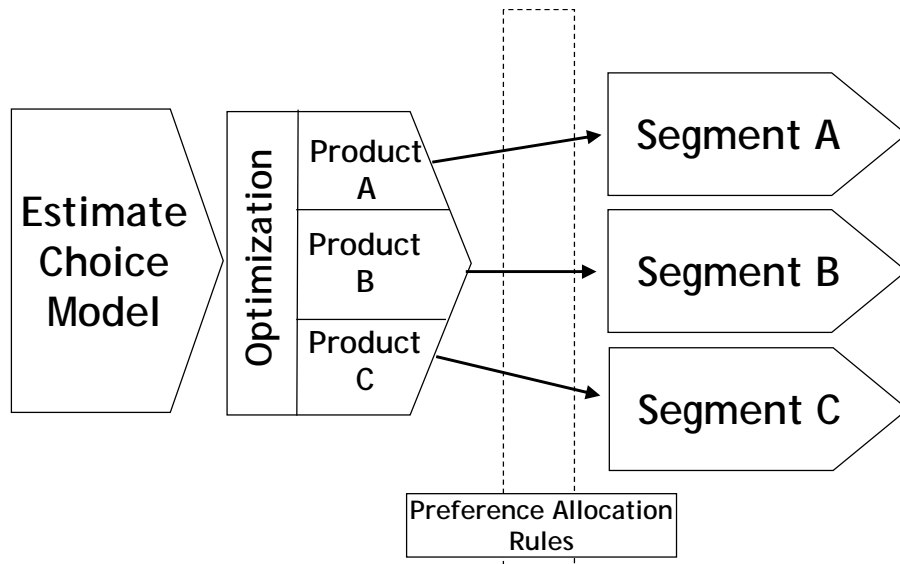 Estimate
Choice
Model
Optimization
Product
A
Product
B
Product
C
Segment A
Segment B
Segment C
Preference Allocation
Rules